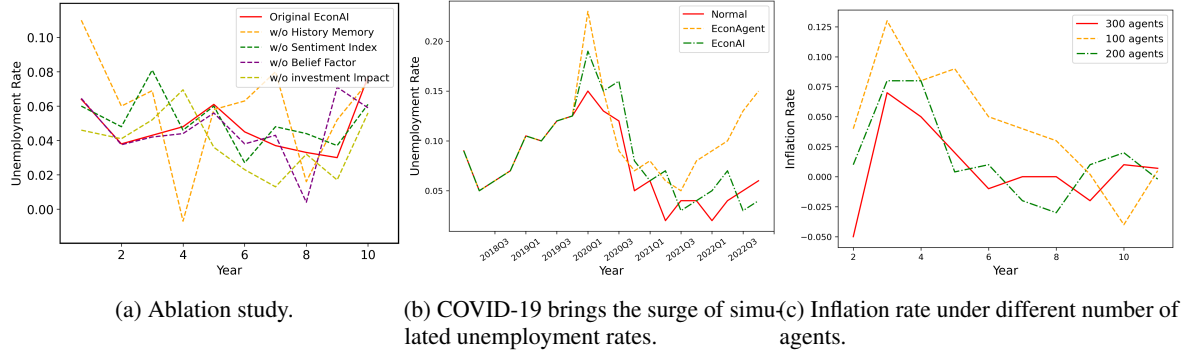 Original EconAI
w/o History Memory
w/o Sentiment Index
w/o Belief Factor
w/o investment Impact
0.10
0.08
0.06
0.04
0.02
0.00
Unemployment Rate
2 4 6 8 10
Year
Normal
EconAgent
EconAI
0.20
0.15
0.10
0.05
Unemployment Rate
2018Q3 2019Q1 2019Q3 2020Q1 2020Q3 2021Q1 2021Q3 2022Q1 2022Q3
Year
300 agents
100 agents
200 agents
0.125
0.100
0.075
0.050
0.025
0.000
−0.025
−0.050
Inflation Rate
2 4 6 8 10
Year
(a) Ablation study.
(b) COVID-19 brings the surge of simu-
lated unemployment rates.
(c) Inflation rate under different number of
agents.